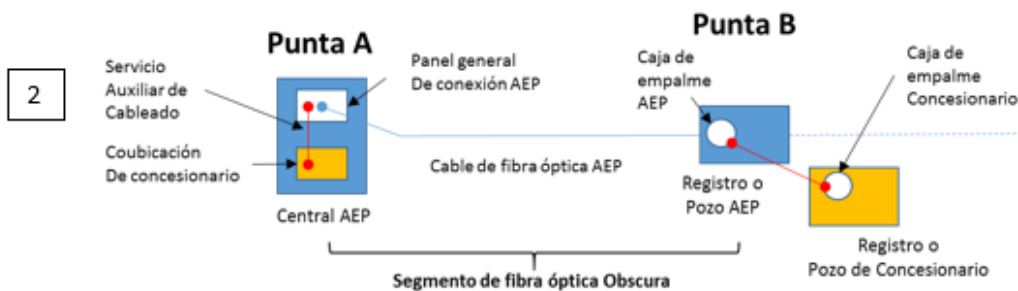 2
Punta A
Servicio
Auxiliar de
Cableado
Coubicación
De concesionario
Central AEP
Panel general
De conexión AEP
Cable de fibra óptica AEP
Punta B
Caja de
empalme
AEP
Caja de
empalme
Concesionario
Registro o
Pozo AEP
Registro o
Pozo de Concesionario
Segmento de fibra óptica Obscura